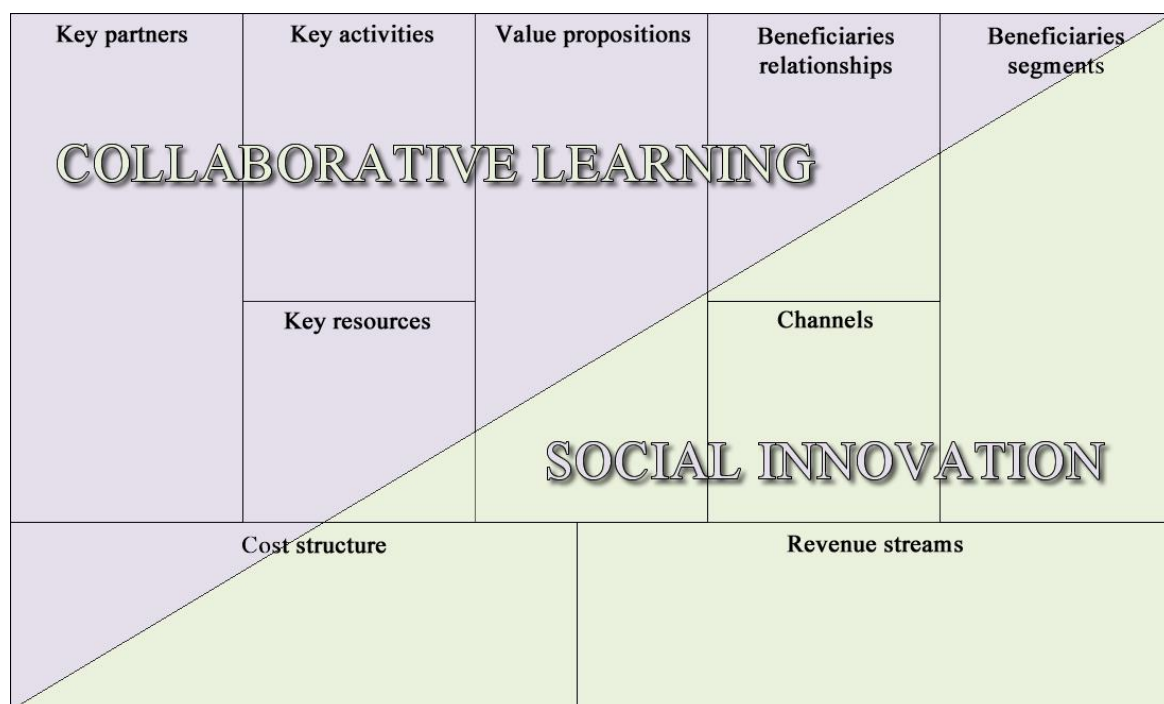 Key partners
Key activities
Value propositions
Beneficiaries
relationships
Beneficiaries
segments
COLLABORATIVE LEARNING
Key resources
Channels
SOCIAL INNOVATION
Cost structure
Revenue streams